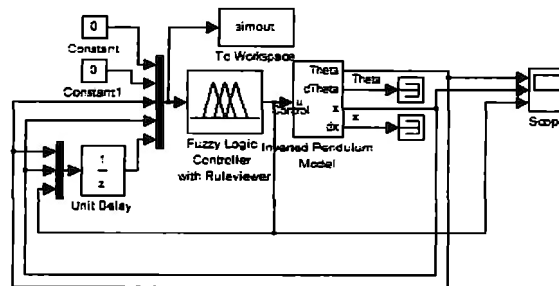 0
Constant
0
Constant1
simout
To Workspace
Fuzzy Logic
Controller
with Ruleviewer
u
control
Theta
dTheta
x
dx
Inverted Pendulum
Model
Theta
x
Scope
1
z
Unit Delay